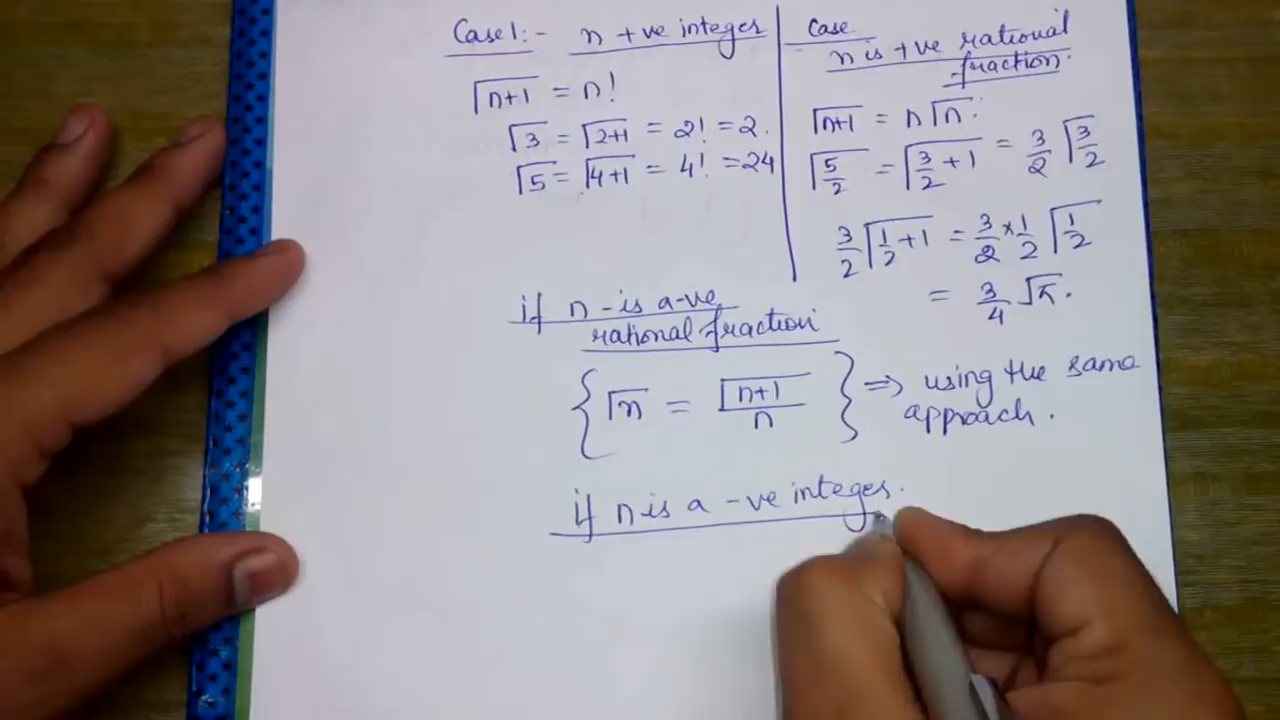 Case 1:- n +ve integer
Γn+1 = n!
Γ3 = Γ2+1 = 2! = 2.
Γ5 = Γ4+1 = 4! = 24
Case
n is +ve rational
fraction.
Γn+1 = n Γn:
Γ5/2 = Γ3/2 + 1 = 3/2 Γ3/2
3/2 Γ1/2 + 1 = 3/2 × 1/2 Γ1/2
= 3/4 √π.
if n - is a -ve
rational fraction
{ Γn = Γn+1/n } ⇒ using the same
approach.
if n is a -ve integer.